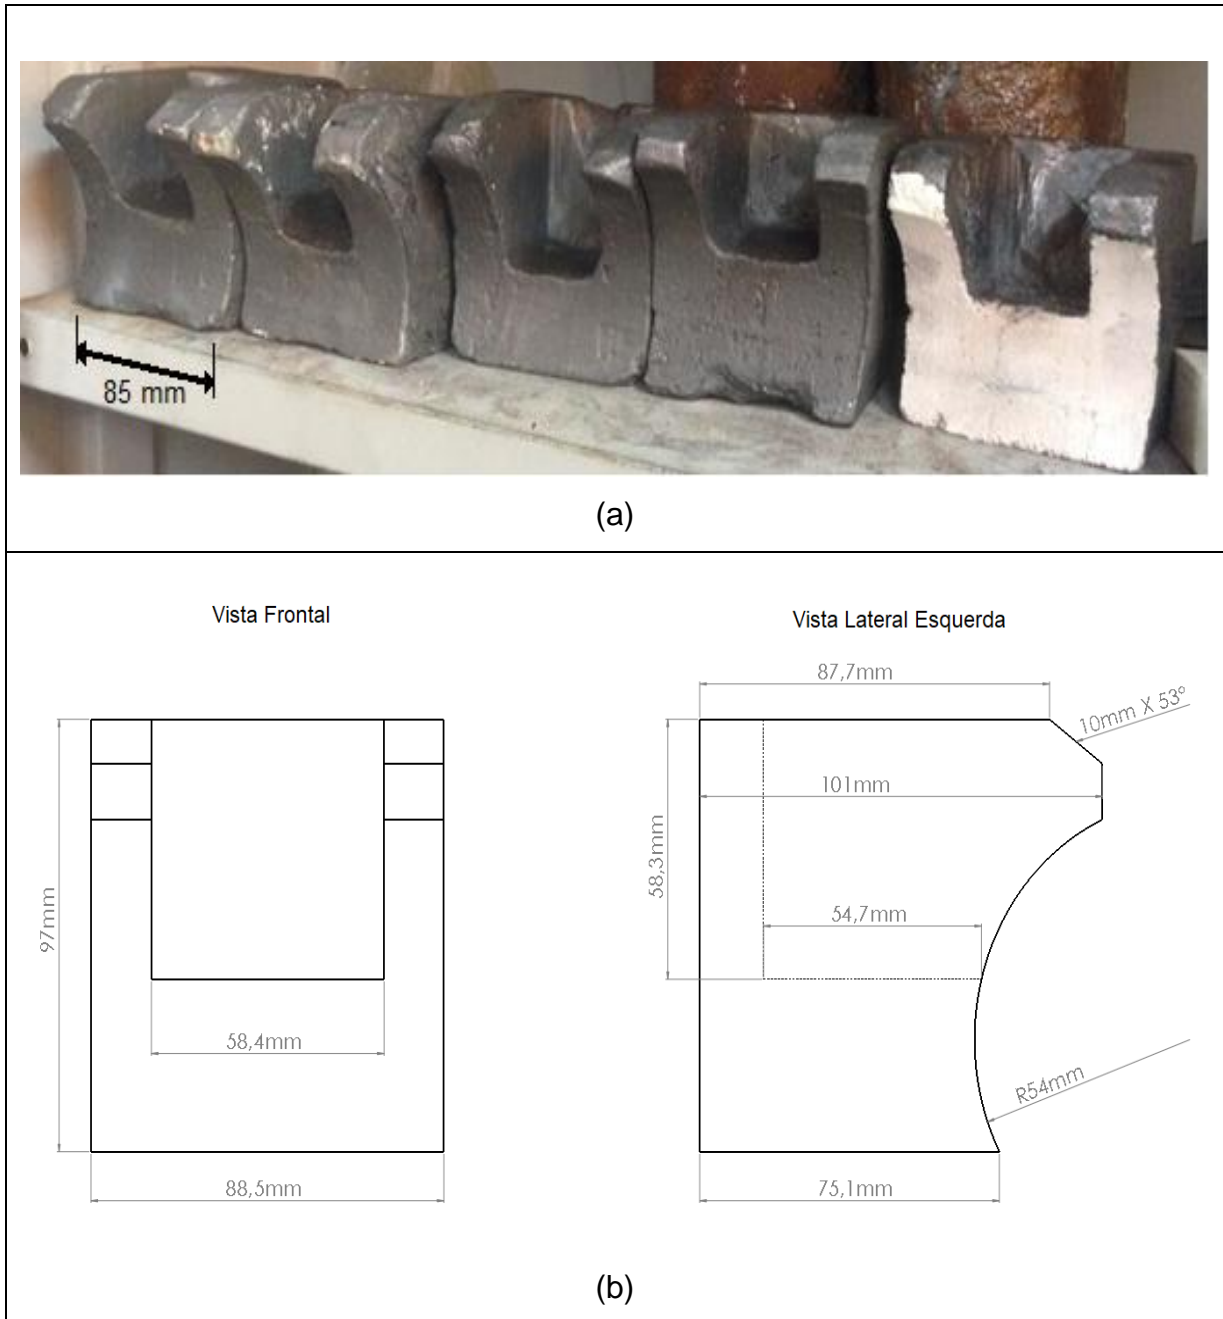 85 mm
(a)
Vista Frontal
Vista Lateral Esquerda
87,7mm
10mm X 53º
101mm
58,3mm
54,7mm
97mm
58,4mm
R54mm
88,5mm
75,1mm
(b)